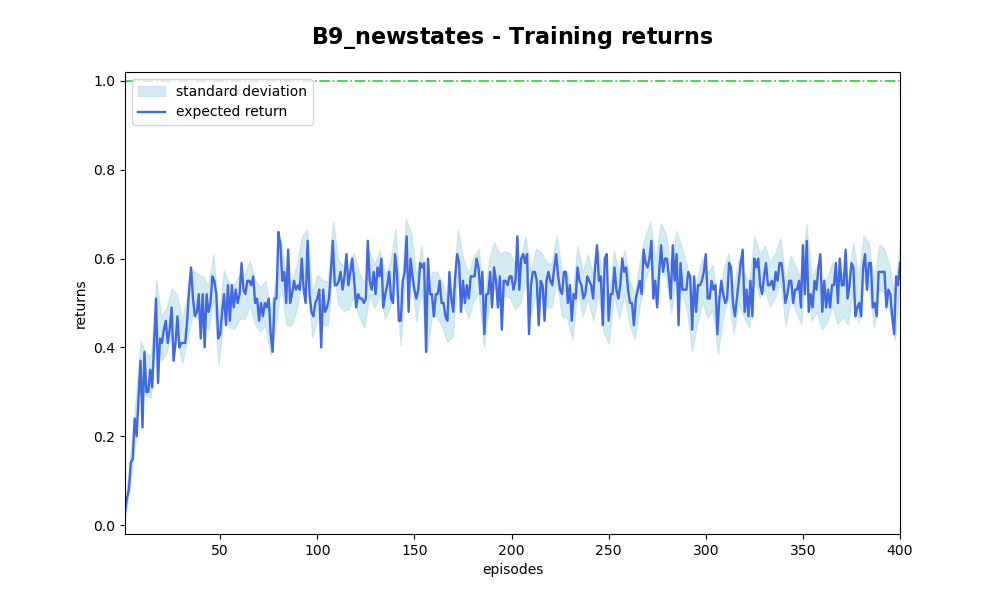 B9_newstates - Training returns
1.0
standard deviation
expected return
0.8
0.6
returns
0.4
0.2
0.0
50 100 150 200 250 300 350 400
episodes